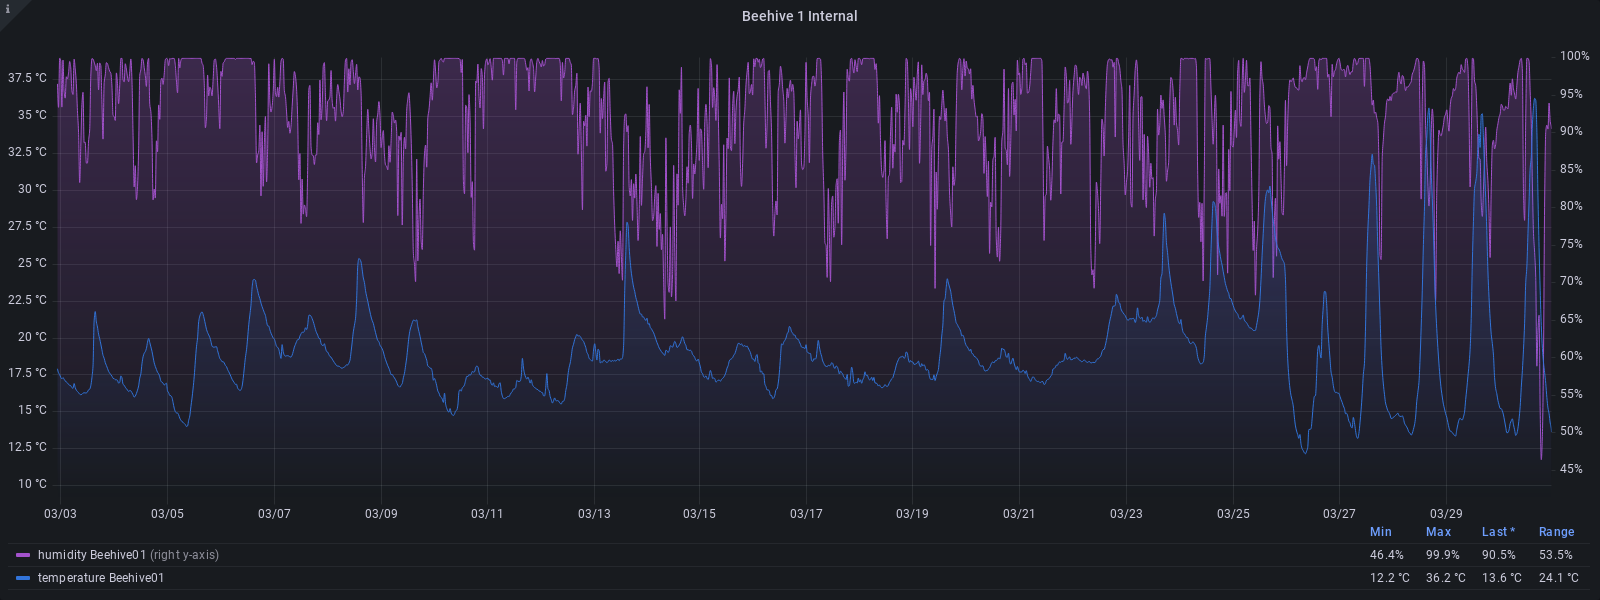 i
Beehive 1 Internal
37.5 °C
35 °C
32.5 °C
30 °C
27.5 °C
25 °C
22.5 °C
20 °C
17.5 °C
15 °C
12.5 °C
10 °C
100%
95%
90%
85%
80%
75%
70%
65%
60%
55%
50%
45%
03/03 03/05 03/07 03/09 03/11 03/13 03/15 03/17 03/19 03/21 03/23 03/25 03/27 03/29
Min Max Last * Range
humidity Beehive01 (right y-axis) 46.4% 99.9% 90.5% 53.5%
temperature Beehive01 12.2 °C 36.2 °C 13.6 °C 24.1 °C